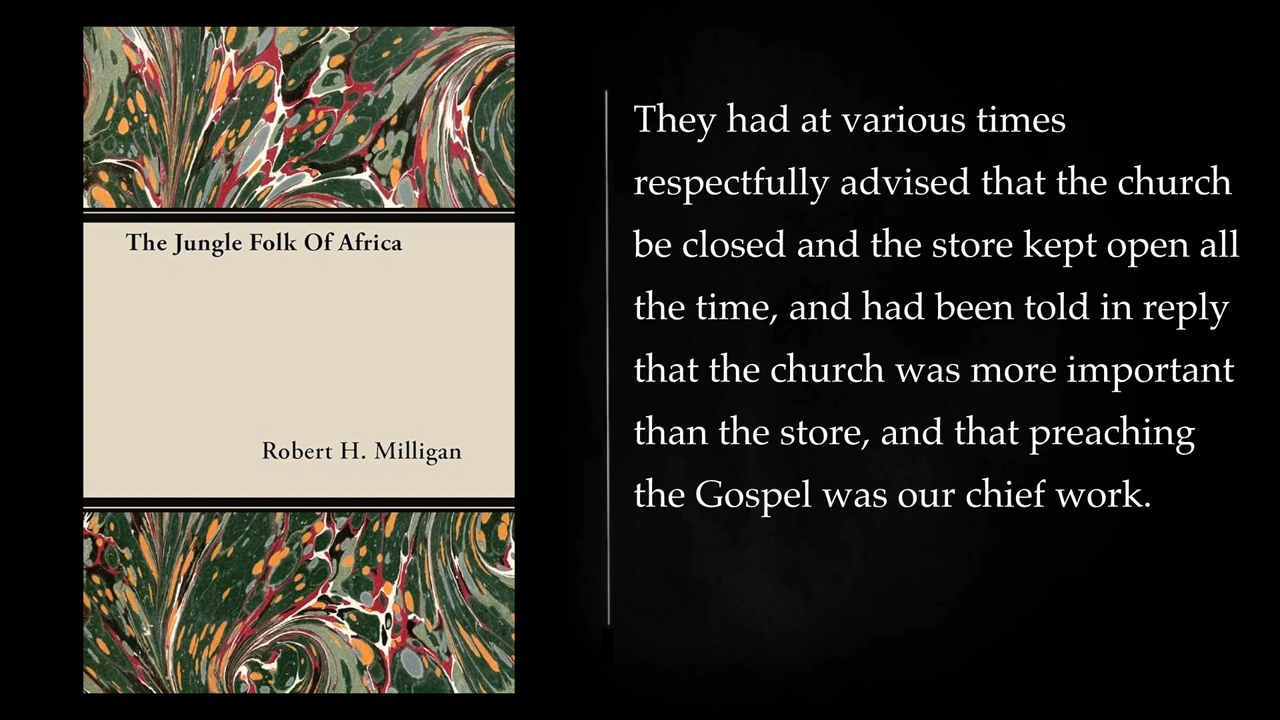 The Jungle Folk Of Africa
Robert H. Milligan
They had at various times
respectfully advised that the church
be closed and the store kept open all
the time, and had been told in reply
that the church was more important
than the store, and that preaching
the Gospel was our chief work.